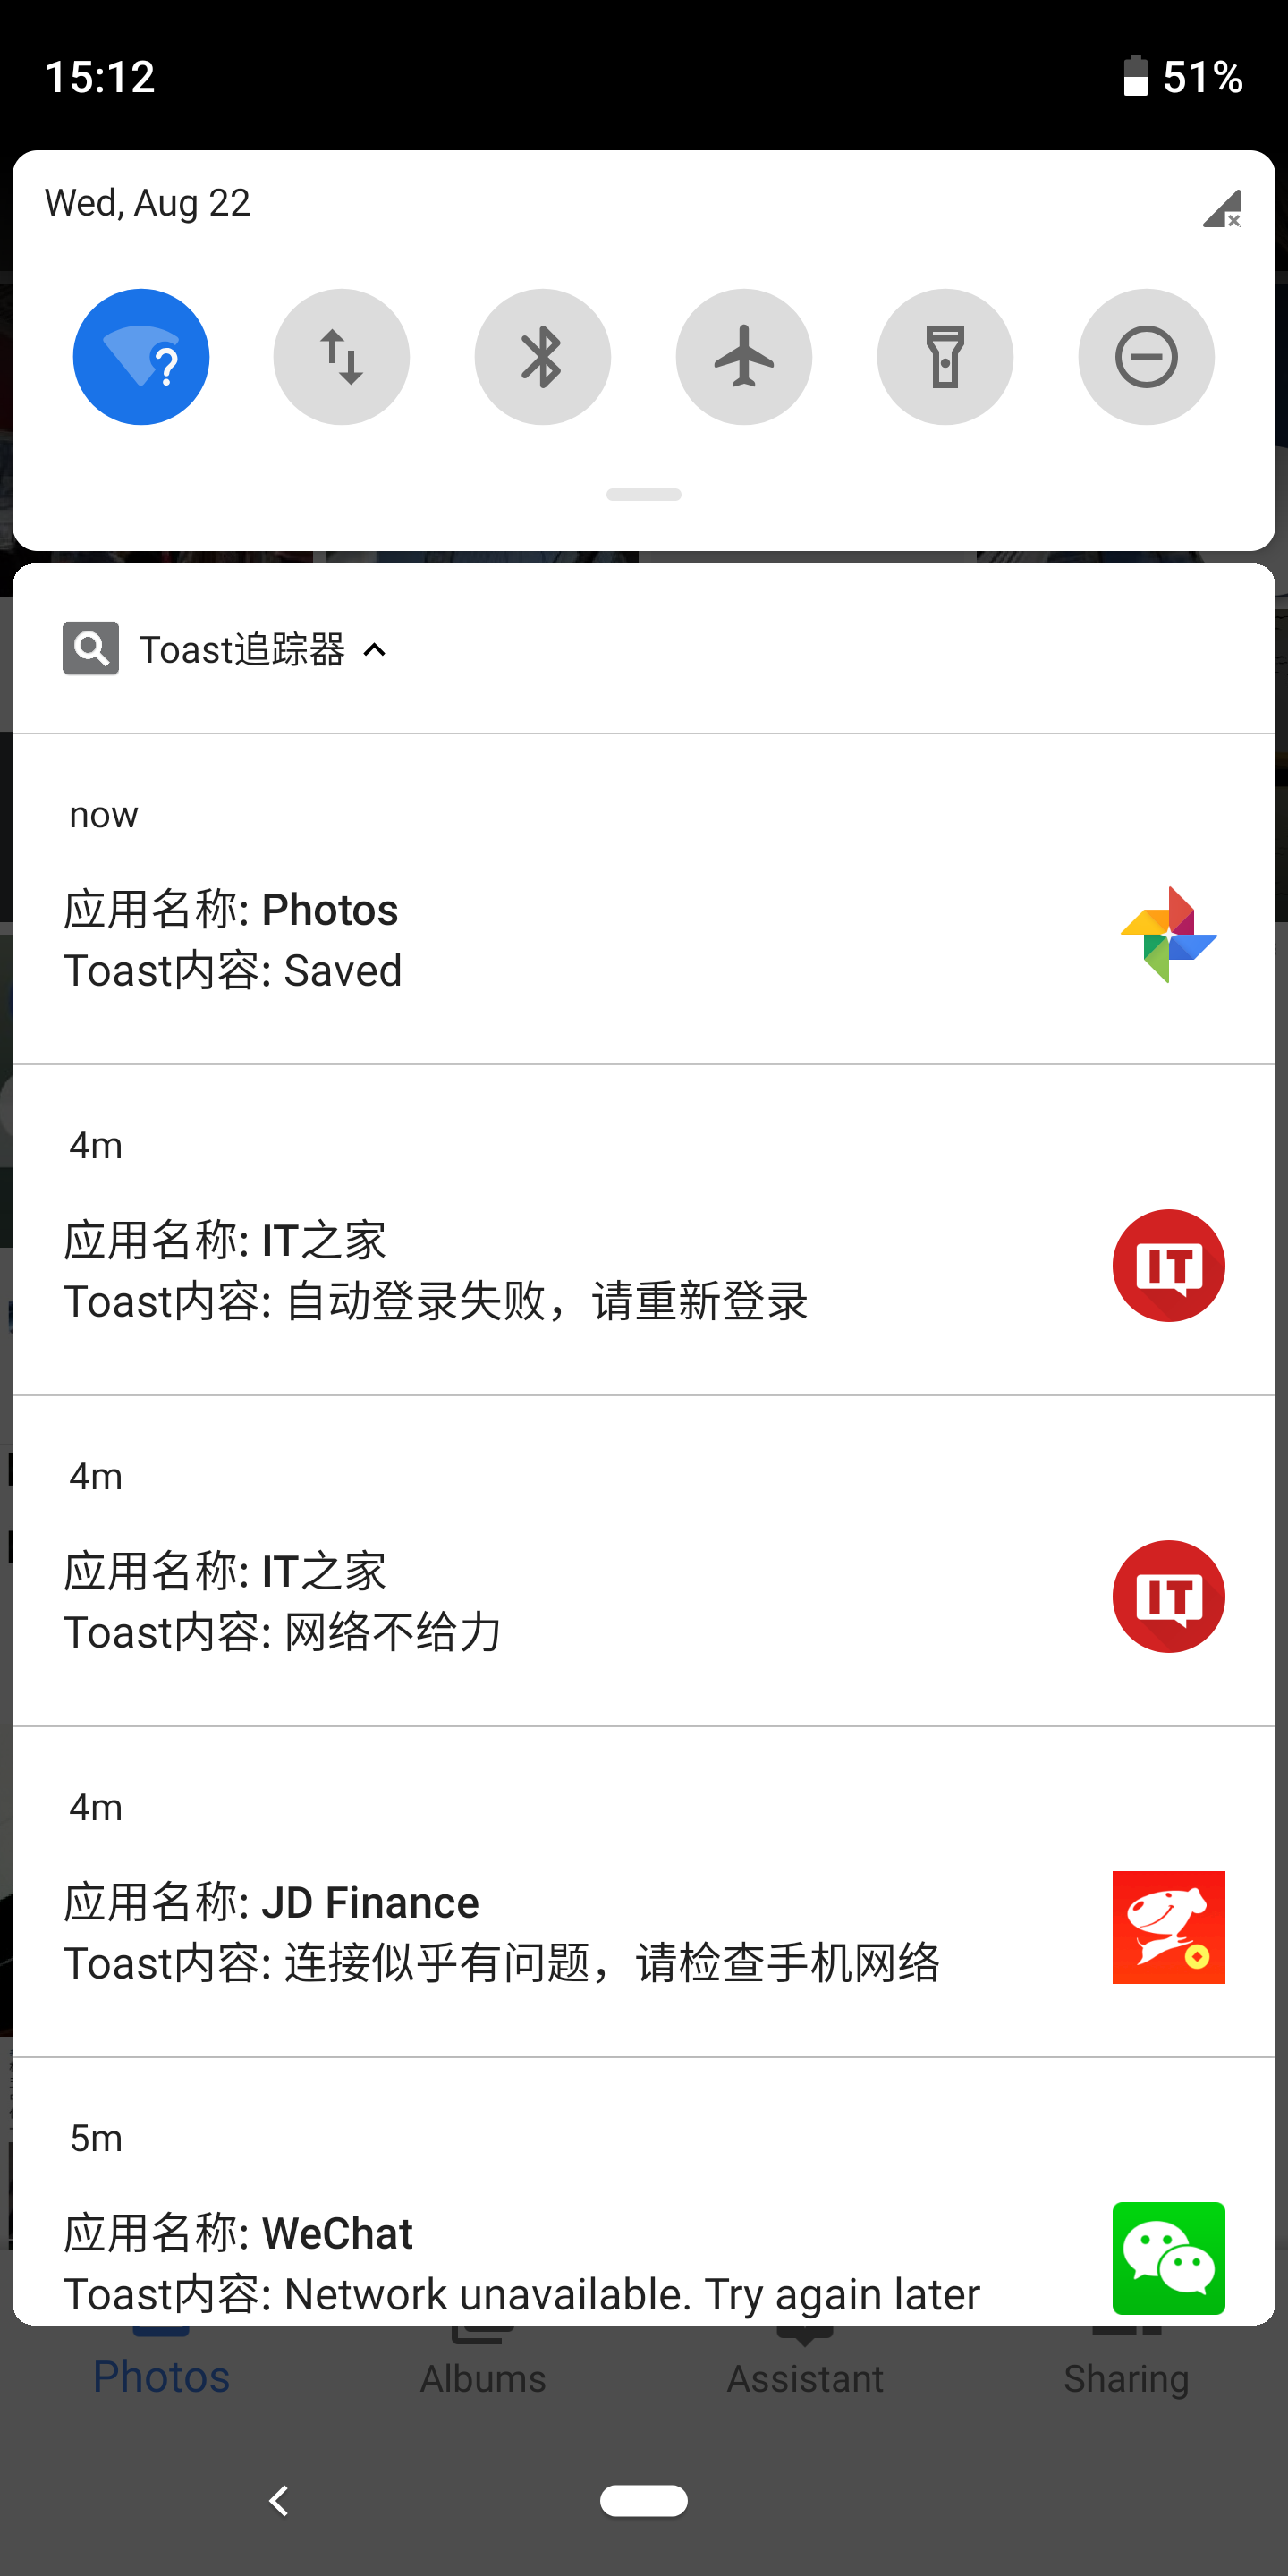 15:12
51%
Wed, Aug 22
Toast追踪器
now
应用名称: Photos
Toast内容: Saved
4m
应用名称: IT之家
Toast内容: 自动登录失败，请重新登录
IT
4m
应用名称: IT之家
Toast内容: 网络不给力
IT
4m
应用名称: JD Finance
Toast内容: 连接似乎有问题，请检查手机网络
5m
应用名称: WeChat
Toast内容: Network unavailable. Try again later
Photos
Albums
Assistant
Sharing